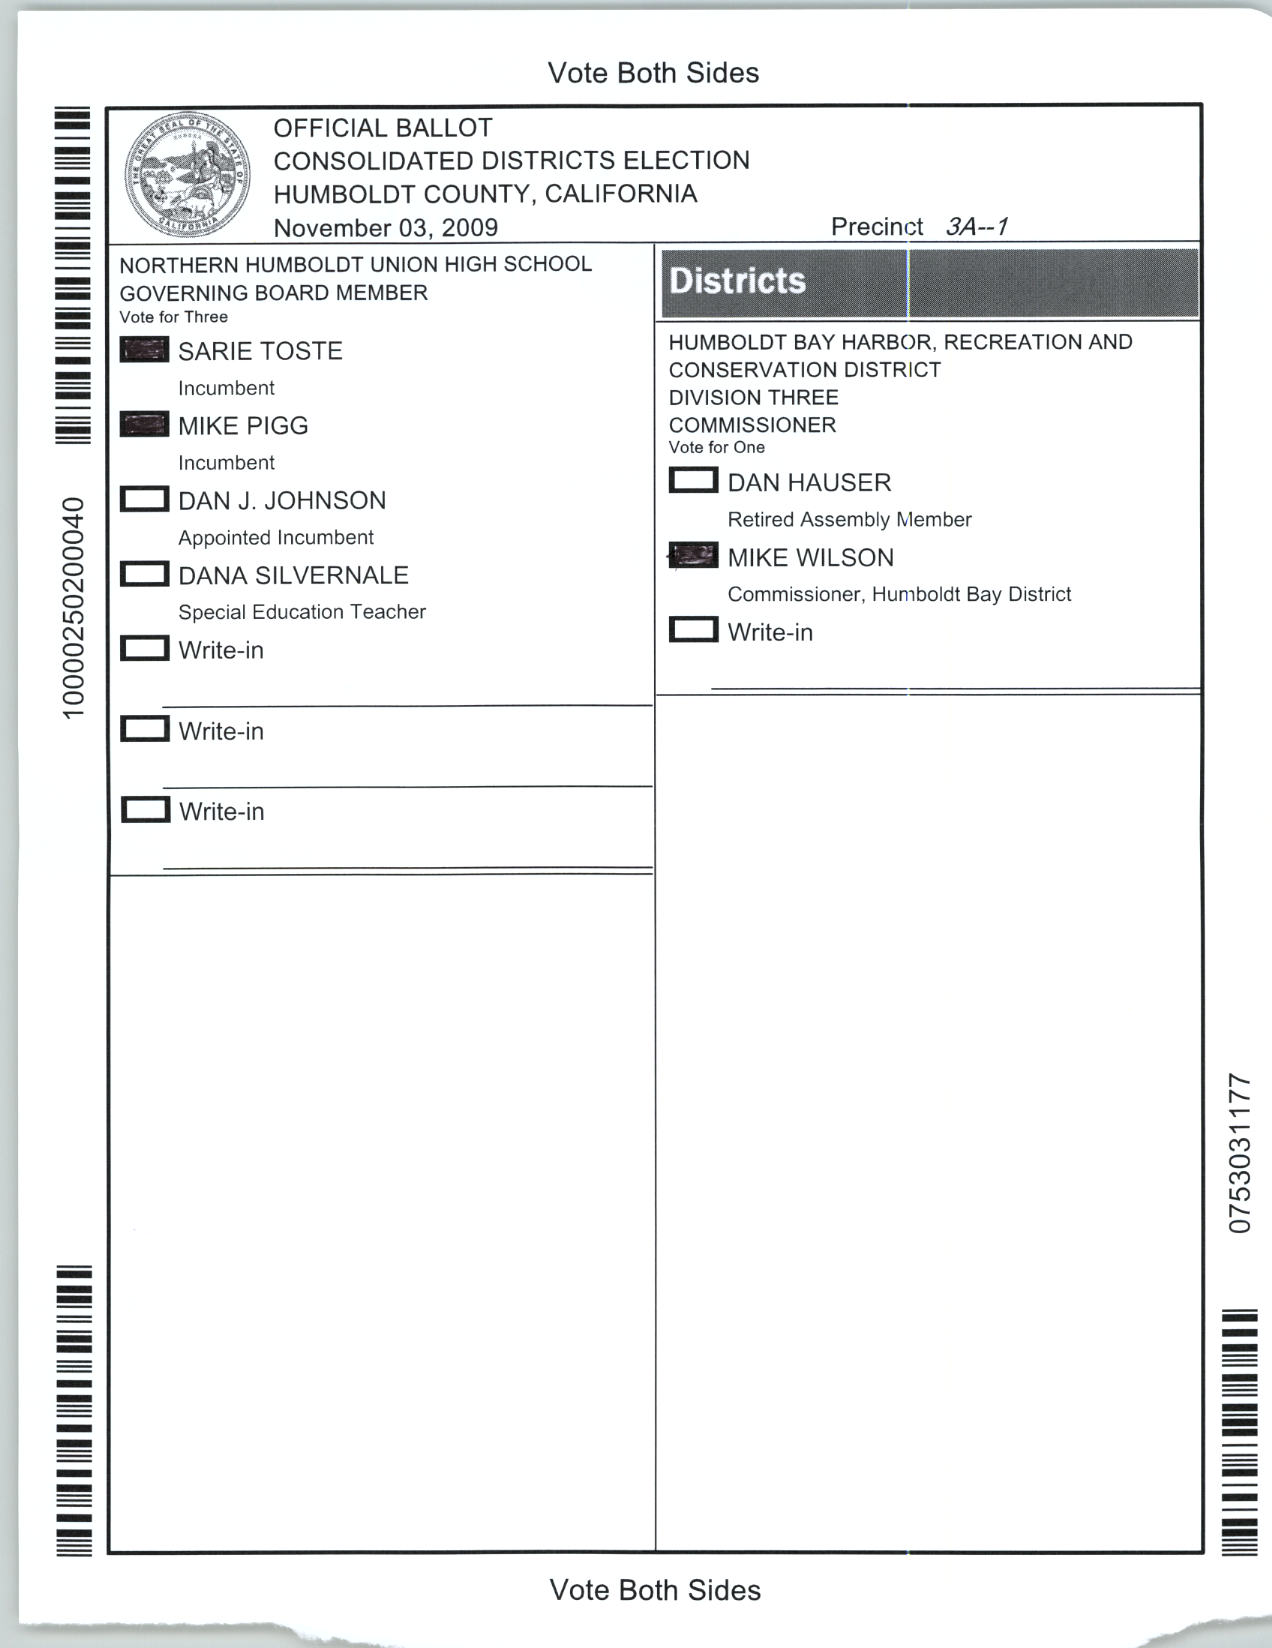 Vote Both Sides
THE GREAT SEAL OF THE STATE OF CALIFORNIA
EUREKA
OFFICIAL BALLOT
CONSOLIDATED DISTRICTS ELECTION
HUMBOLDT COUNTY, CALIFORNIA
November 03, 2009
Precinct 3A--1
NORTHERN HUMBOLDT UNION HIGH SCHOOL
GOVERNING BOARD MEMBER
Vote for Three
SARIE TOSTE
Incumbent
MIKE PIGG
Incumbent
DAN J. JOHNSON
Appointed Incumbent
DANA SILVERNALE
Special Education Teacher
Write-in
Write-in
Write-in
Districts
HUMBOLDT BAY HARBOR, RECREATION AND
CONSERVATION DISTRICT
DIVISION THREE
COMMISSIONER
Vote for One
DAN HAUSER
Retired Assembly Member
MIKE WILSON
Commissioner, Humboldt Bay District
Write-in
10000250200040
0753031177
Vote Both Sides